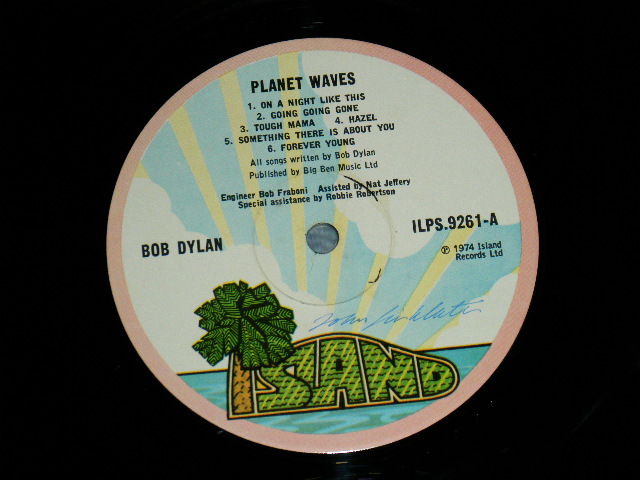 PLANET WAVES
1. ON A NIGHT LIKE THIS
2. GOING GOING GONE
3. TOUGH MAMA 4. HAZEL
5. SOMETHING THERE IS ABOUT YOU
6. FOREVER YOUNG
All songs written by Bob Dylan
Published by Big Ben Music Ltd
Engineer Bob Fraboni Assisted by Nat Jeffery
Special assistance by Robbie Robertson
BOB DYLAN
ILPS.9261-A
℗ 1974 Island
Records Ltd
John
ISLAND